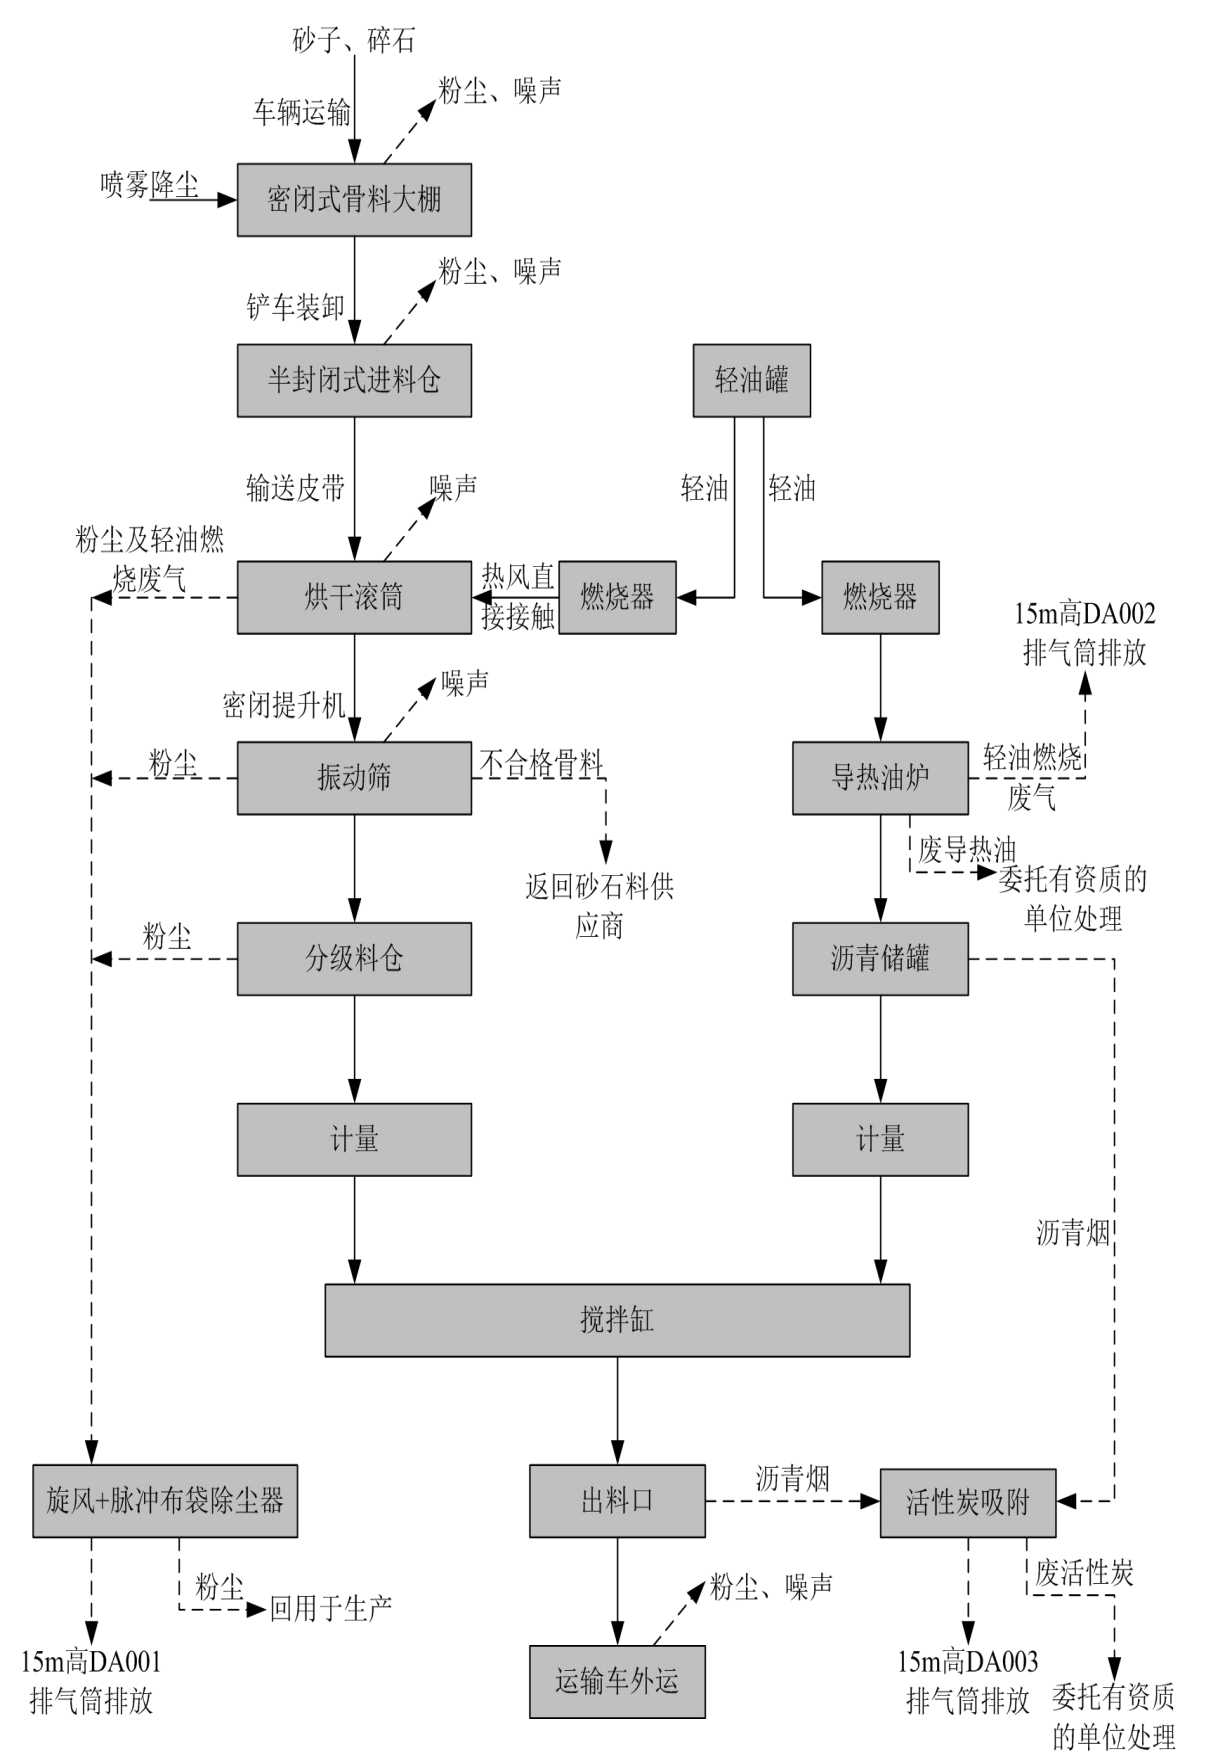 砂子、碎石
粉尘、噪声
车辆运输
喷雾降尘
密闭式骨料大棚
粉尘、噪声
铲车装卸
半封闭式进料仓
轻油罐
输送皮带
噪声
轻油
轻油
粉尘及轻油燃
烧废气
烘干滚筒
热风直
接接触
燃烧器
燃烧器
15m高DA002
排气筒排放
密闭提升机
噪声
粉尘
振动筛
不合格骨料
导热油炉
轻油燃烧
废气
返回砂石料供
应商
废导热油
委托有资质的
单位处理
粉尘
分级料仓
沥青储罐
计量
计量
沥青烟
搅拌缸
旋风+脉冲布袋除尘器
出料口
沥青烟
活性炭吸附
粉尘
回用于生产
粉尘、噪声
废活性炭
15m高DA001
排气筒排放
运输车外运
15m高DA003
排气筒排放
委托有资质
的单位处理